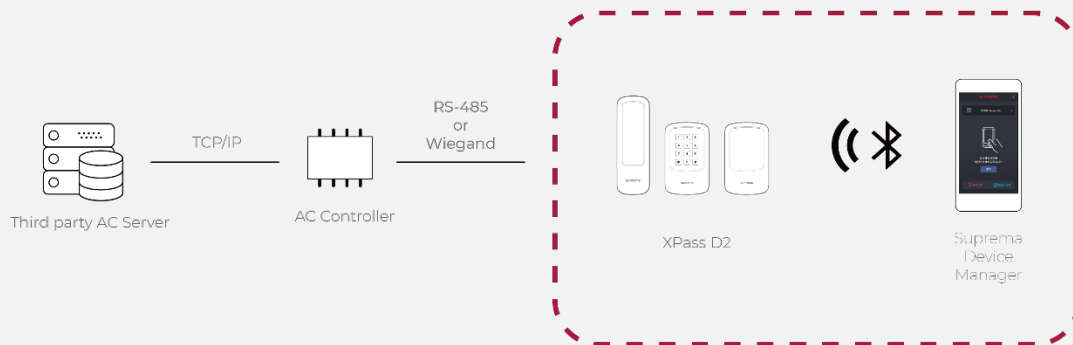 TCP/IP
RS-485
or
Wiegand
Third party AC Server
AC Controller
XPass D2
Suprema
Device
Manager